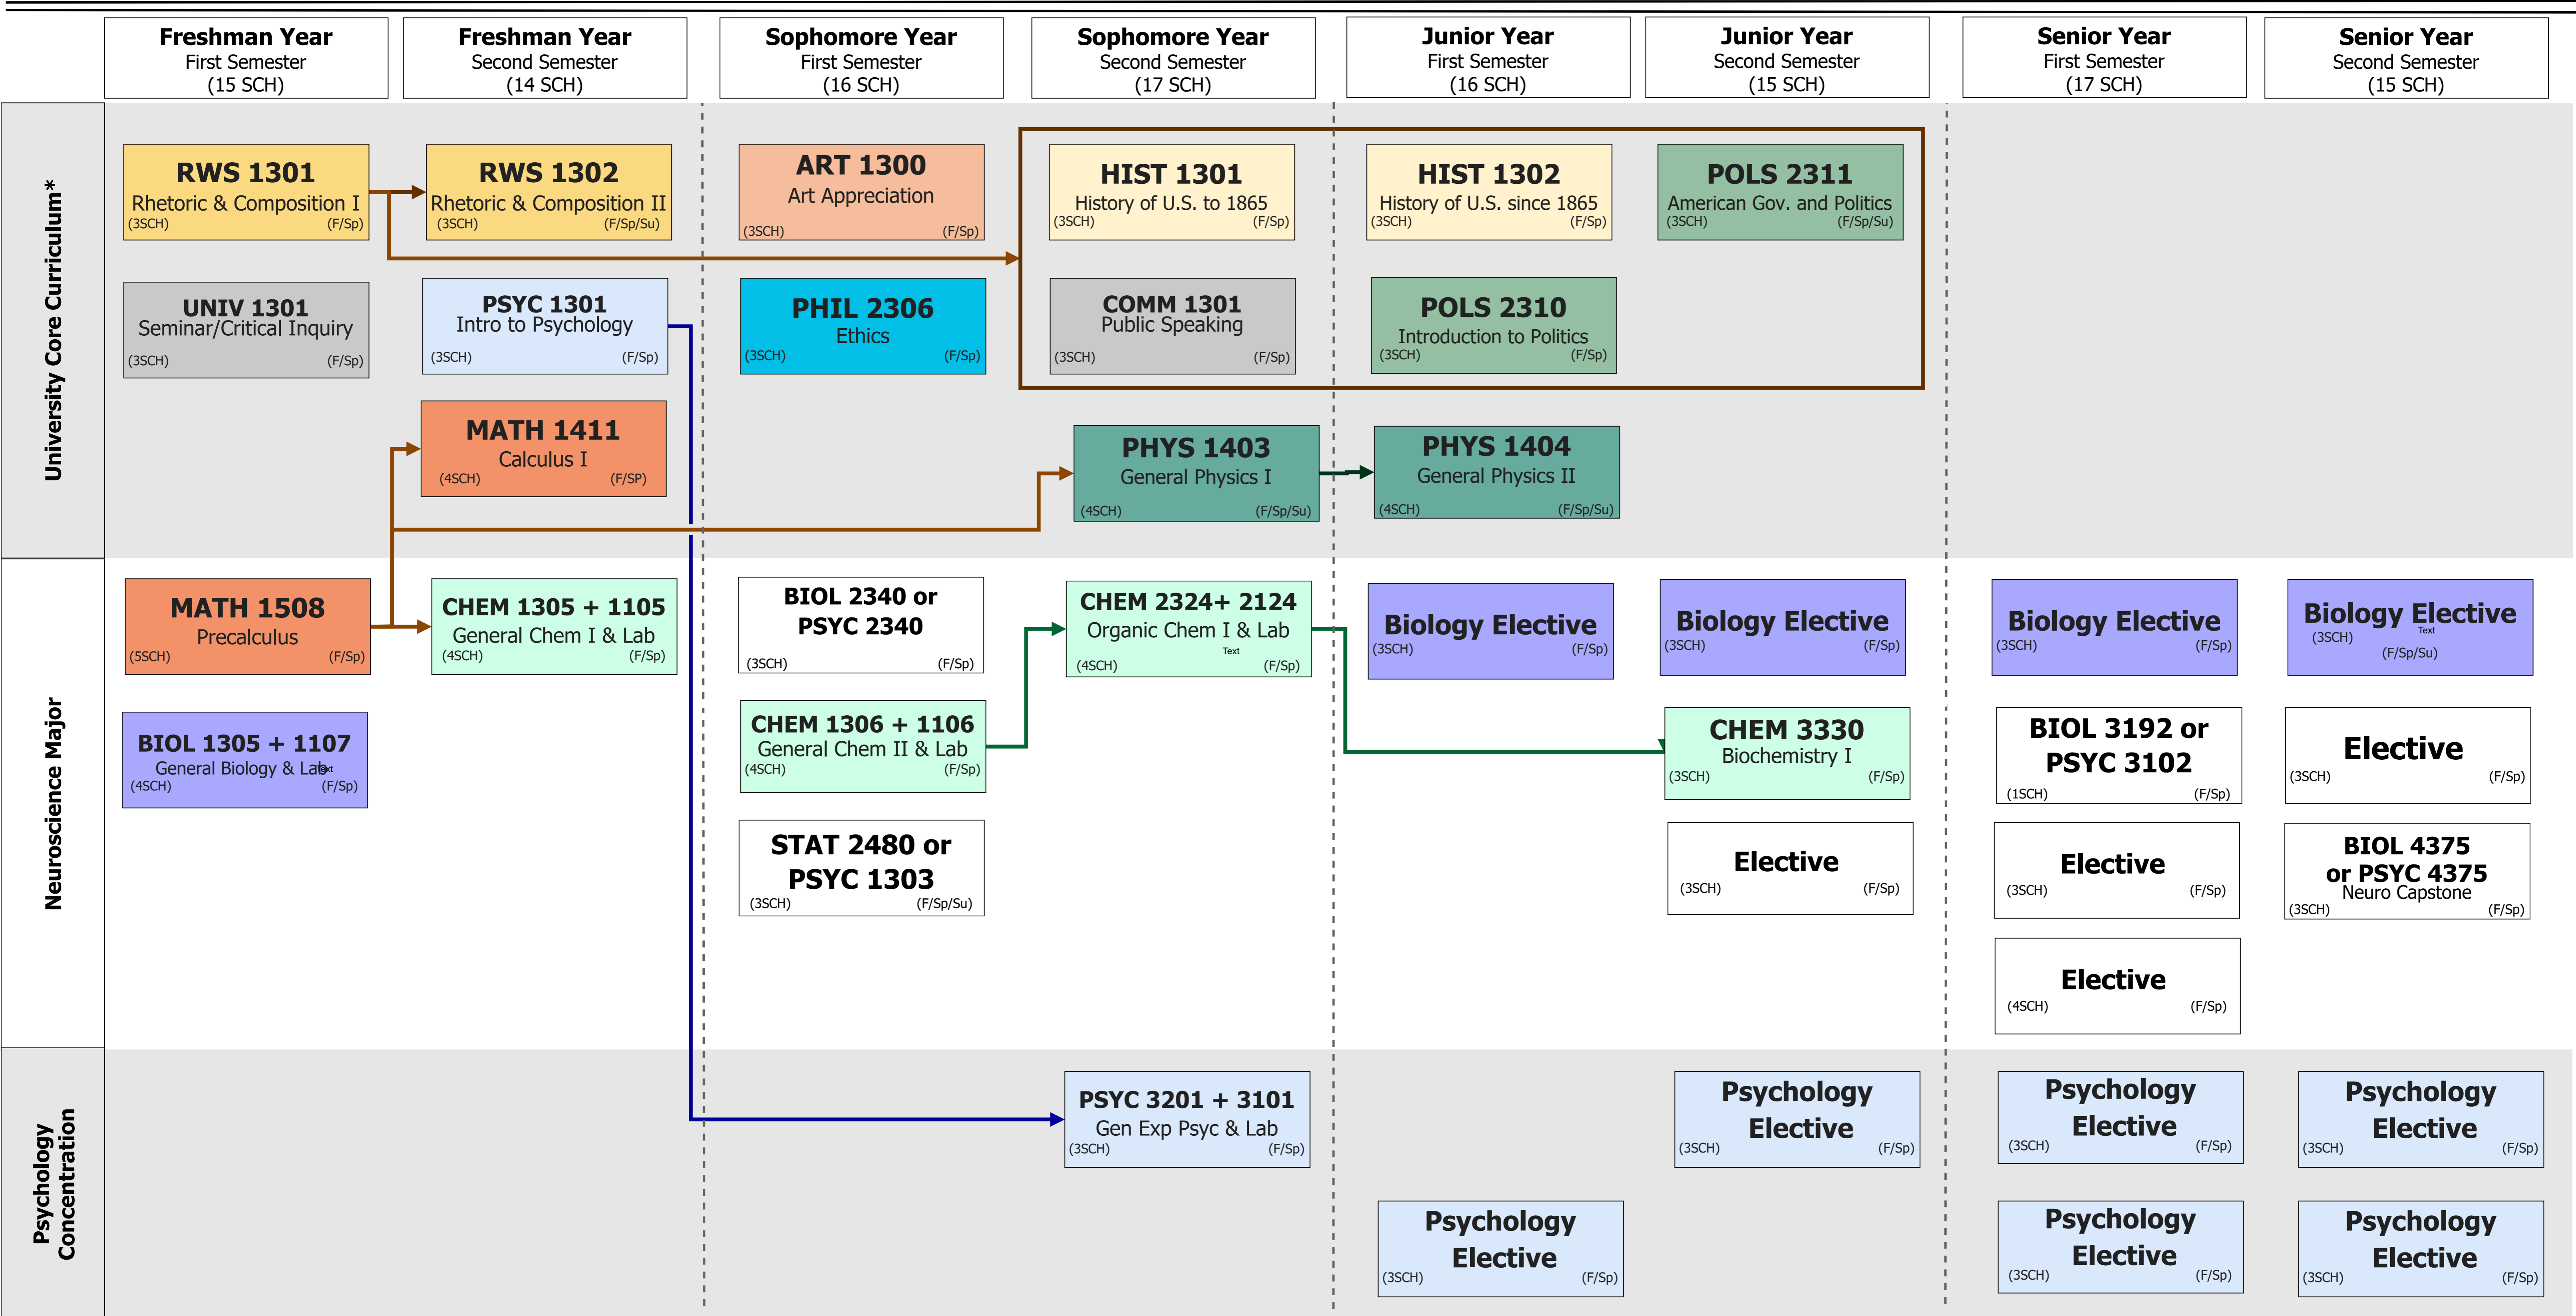 Freshman Year
First Semester
(15 SCH)
Freshman Year
Second Semester
(14 SCH)
Sophomore Year
First Semester
(16 SCH)
Sophomore Year
Second Semester
(17 SCH)
Junior Year
First Semester
(16 SCH)
Junior Year
Second Semester
(15 SCH)
Senior Year
First Semester
(17 SCH)
Senior Year
Second Semester
(15 SCH)
University Core Curriculum*
RWS 1301
Rhetoric & Composition I
(3SCH) (F/Sp)
RWS 1302
Rhetoric & Composition II
(3SCH) (F/Sp/Su)
ART 1300
Art Appreciation
(3SCH) (F/Sp)
HIST 1301
History of U.S. to 1865
(3SCH) (F/Sp)
HIST 1302
History of U.S. since 1865
(3SCH) (F/Sp)
POLS 2311
American Gov. and Politics
(3SCH) (F/Sp/Su)
UNIV 1301
Seminar/Critical Inquiry
(3SCH) (F/Sp)
PSYC 1301
Intro to Psychology
(3SCH) (F/Sp)
PHIL 2306
Ethics
(3SCH) (F/Sp)
COMM 1301
Public Speaking
(3SCH) (F/Sp)
POLS 2310
Introduction to Politics
(3SCH) (F/Sp)
MATH 1411
Calculus I
(4SCH) (F/SP)
PHYS 1403
General Physics I
(4SCH) (F/Sp/Su)
PHYS 1404
General Physics II
(4SCH) (F/Sp/Su)
Neuroscience Major
MATH 1508
Precalculus
(5SCH) (F/Sp)
CHEM 1305 + 1105
General Chem I & Lab
(4SCH) (F/Sp)
BIOL 2340 or
PSYC 2340
(3SCH) (F/Sp)
CHEM 2324+ 2124
Organic Chem I & Lab
Text
(4SCH) (F/Sp)
Biology Elective
(3SCH) (F/Sp)
Biology Elective
(3SCH) (F/Sp)
Biology Elective
(3SCH) (F/Sp)
Biology Elective
(3SCH) Text
(F/Sp/Su)
BIOL 1305 + 1107
General Biology & Lab
Text
(4SCH) (F/Sp)
CHEM 1306 + 1106
General Chem II & Lab
(4SCH) (F/Sp)
CHEM 3330
Biochemistry I
(3SCH) (F/Sp)
BIOL 3192 or
PSYC 3102
(1SCH) (F/Sp)
Elective
(3SCH) (F/Sp)
STAT 2480 or
PSYC 1303
(3SCH) (F/Sp/Su)
Elective
(3SCH) (F/Sp)
Elective
(3SCH) (F/Sp)
BIOL 4375
or PSYC 4375
Neuro Capstone
(3SCH) (F/Sp)
Elective
(4SCH) (F/Sp)
Psychology
Concentration
PSYC 3201 + 3101
Gen Exp Psyc & Lab
(3SCH) (F/Sp)
Psychology
Elective
(3SCH) (F/Sp)
Psychology
Elective
(3SCH) (F/Sp)
Psychology
Elective
(3SCH) (F/Sp)
Psychology
Elective
(3SCH) (F/Sp)
Psychology
Elective
(3SCH) (F/Sp)
Psychology
Elective
(3SCH) (F/Sp)